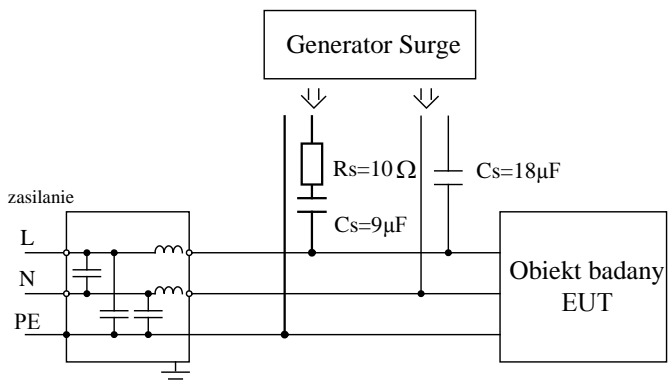 Generator Surge
Rs=10 Ω
Cs=18μF
zasilanie
Cs=9μF
L
N
PE
Obiekt badany
EUT